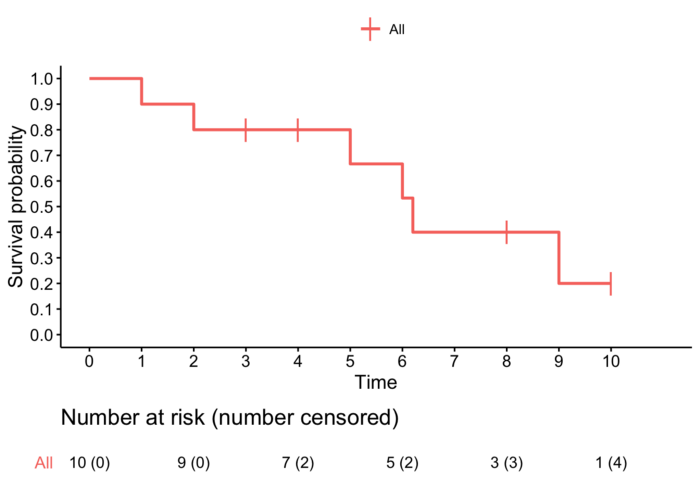 All
Survival probability
1.0
0.9
0.8
0.7
0.6
0.5
0.4
0.3
0.2
0.1
0.0
0 1 2 3 4 5 6 7 8 9 10
Time
Number at risk (number censored)
All 10 (0) 9 (0) 7 (2) 5 (2) 3 (3) 1 (4)